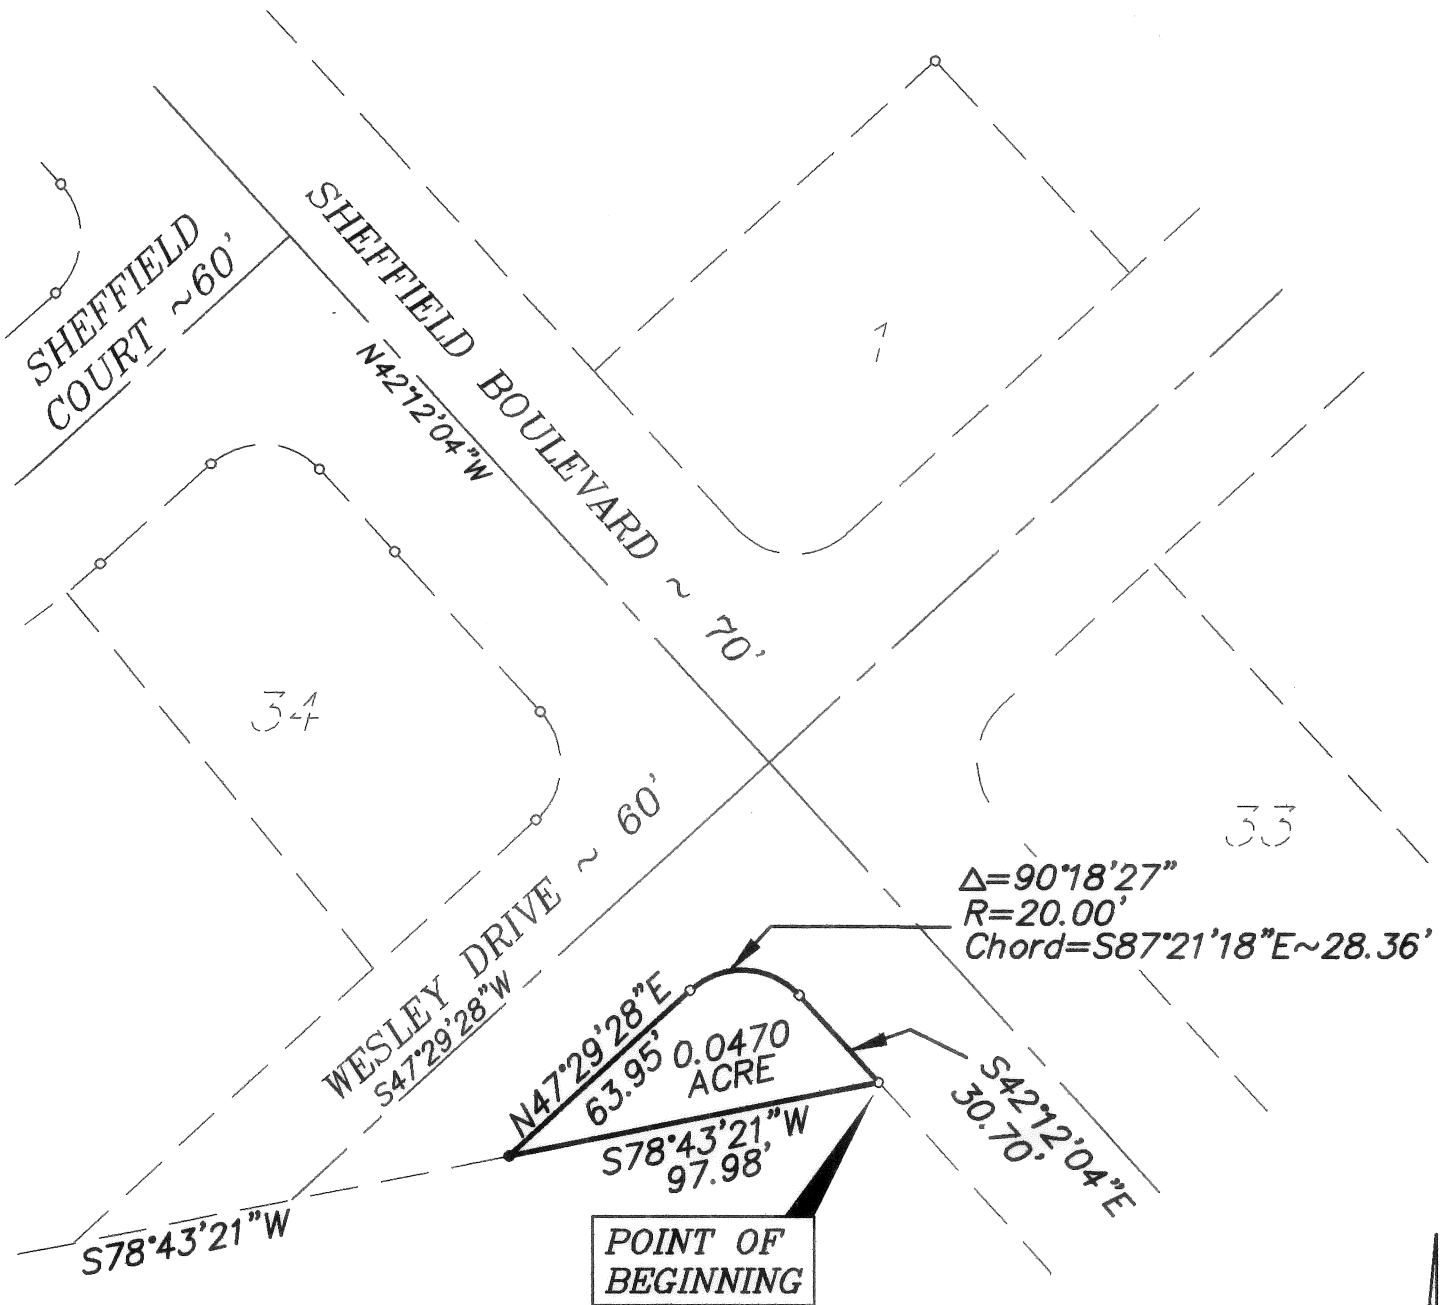 SHEFFIELD
COURT ~60'
SHEFFIELD BOULEVARD ~ 70'
N42°12'04"W
1
34
33
WESLEY DRIVE ~ 60'
S47°29'28"W
Δ=90°18'27"
R=20.00'
Chord=S87°21'18"E~28.36'
N47°29'28"E
63.95'
0.0470
ACRE
S42°12'04"E
30.70'
S78°43'21"W
97.98'
S78°43'21"W
POINT OF
BEGINNING